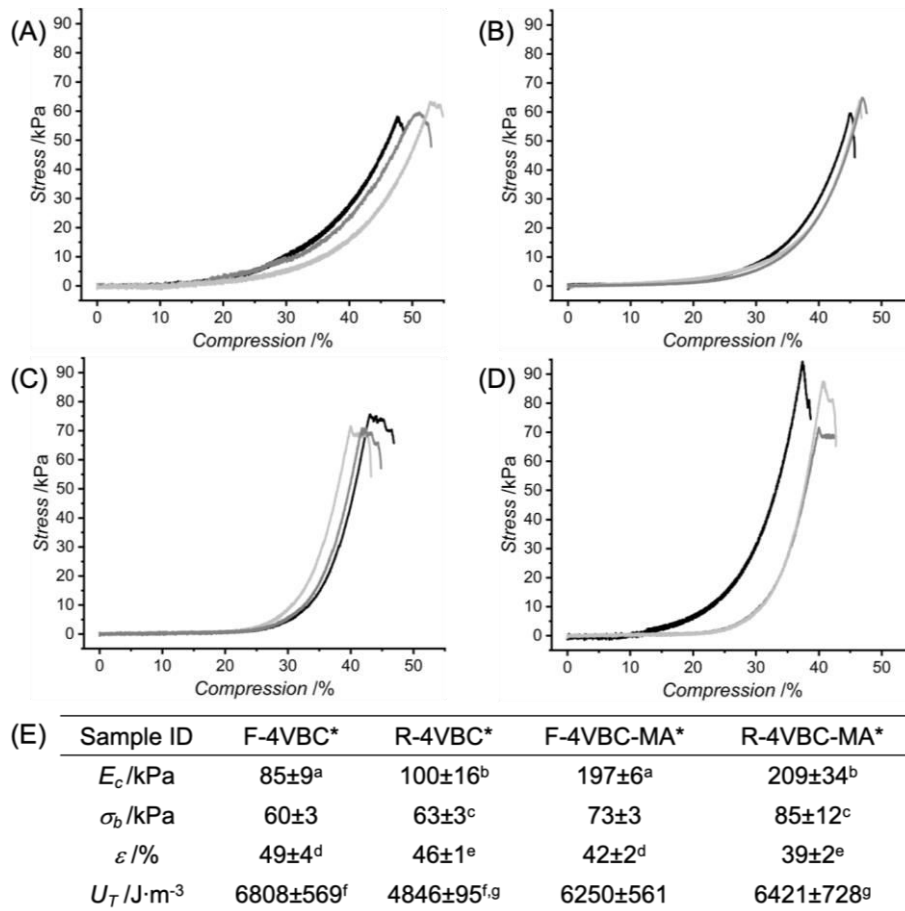 (A)
90
80
70
60
50
40
30
20
10
0
Stress /kPa
0 10 20 30 40 50
Compression /%
(B)
90
80
70
60
50
40
30
20
10
0
Stress /kPa
0 10 20 30 40 50
Compression /%
(C)
90
80
70
60
50
40
30
20
10
0
Stress /kPa
0 10 20 30 40 50
Compression /%
(D)
90
80
70
60
50
40
30
20
10
0
Stress /kPa
0 10 20 30 40 50
Compression /%
(E) Sample ID F-4VBC* R-4VBC* F-4VBC-MA* R-4VBC-MA*
E꜀/kPa 85±9ᵃ 100±16ᵇ 197±6ᵃ 209±34ᵇ
σb/kPa 60±3 63±3ᶜ 73±3 85±12ᶜ
ε/% 49±4ᵈ 46±1ᵉ 42±2ᵈ 39±2ᵉ
U_T/J·m⁻³ 6808±569ᶠ 4846±95ᶠ,ᵍ 6250±561 6421±728ᵍ